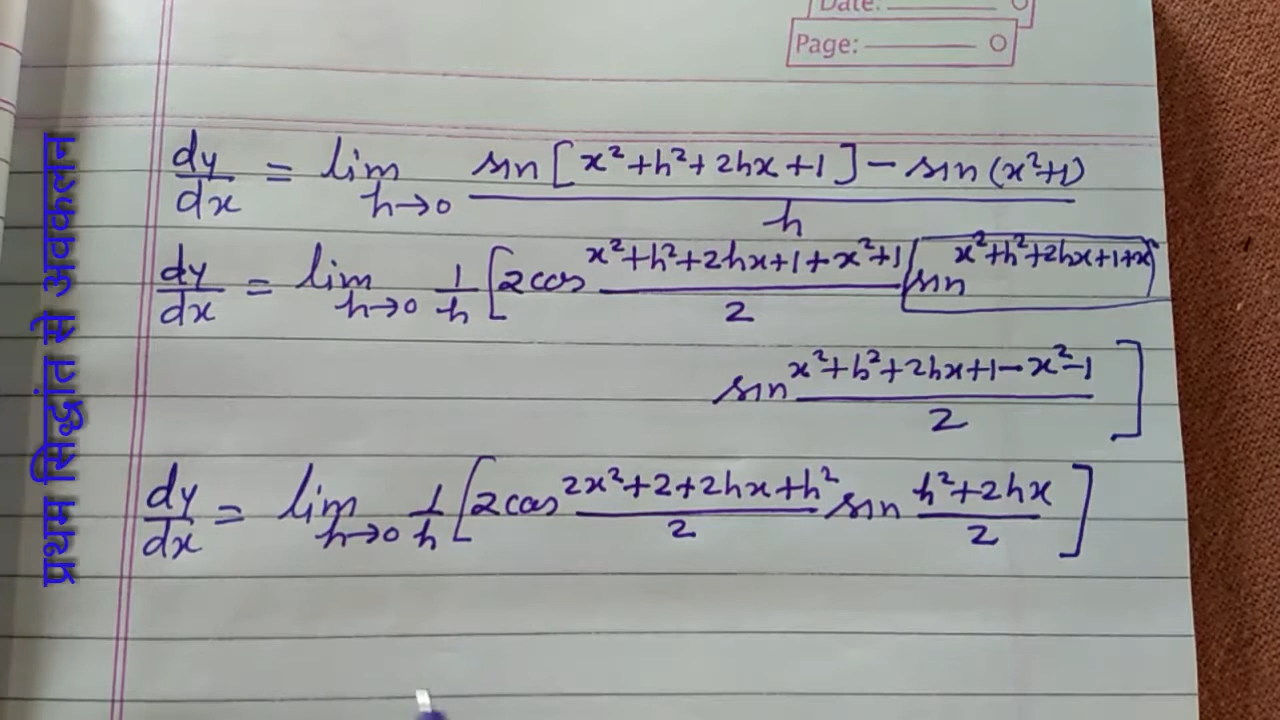 Date:
Page:
प्रथम सिद्धांत से अवकलन
dy/dx = lim h→0 sin[x²+h²+2hx+1]-sin(x²+1)/h
dy/dx = lim h→0 1/h [2cos x²+h²+2hx+1+x²+1/2 sin x²+h²+2hx+1+x
sin x²+h²+2hx+1-x²-1/2 ]
dy/dx = lim h→0 1/h [2cos 2x²+2+2hx+h²/2 sin h²+2hx/2 ]